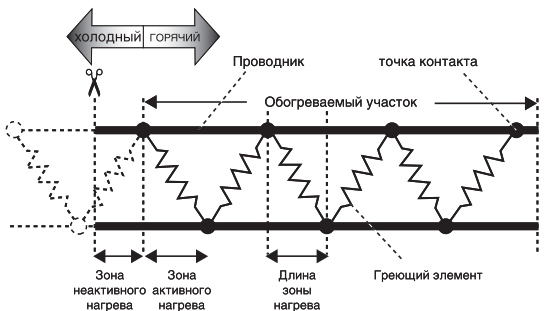 ХОЛОДНЫЙ ГОРЯЧИЙ
Проводник
точка контакта
Обогреваемый участок
Зона
неактивного
нагрева
Зона
активного
нагрева
Длина
зоны
нагрева
Греющий элемент